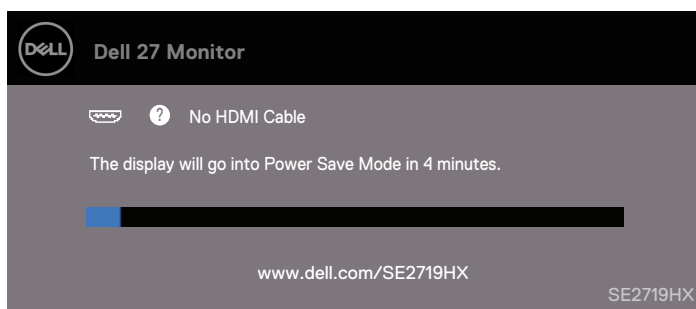 DELL
Dell 27 Monitor
? No HDMI Cable
The display will go into Power Save Mode in 4 minutes.
www.dell.com/SE2719HX
SE2719HX